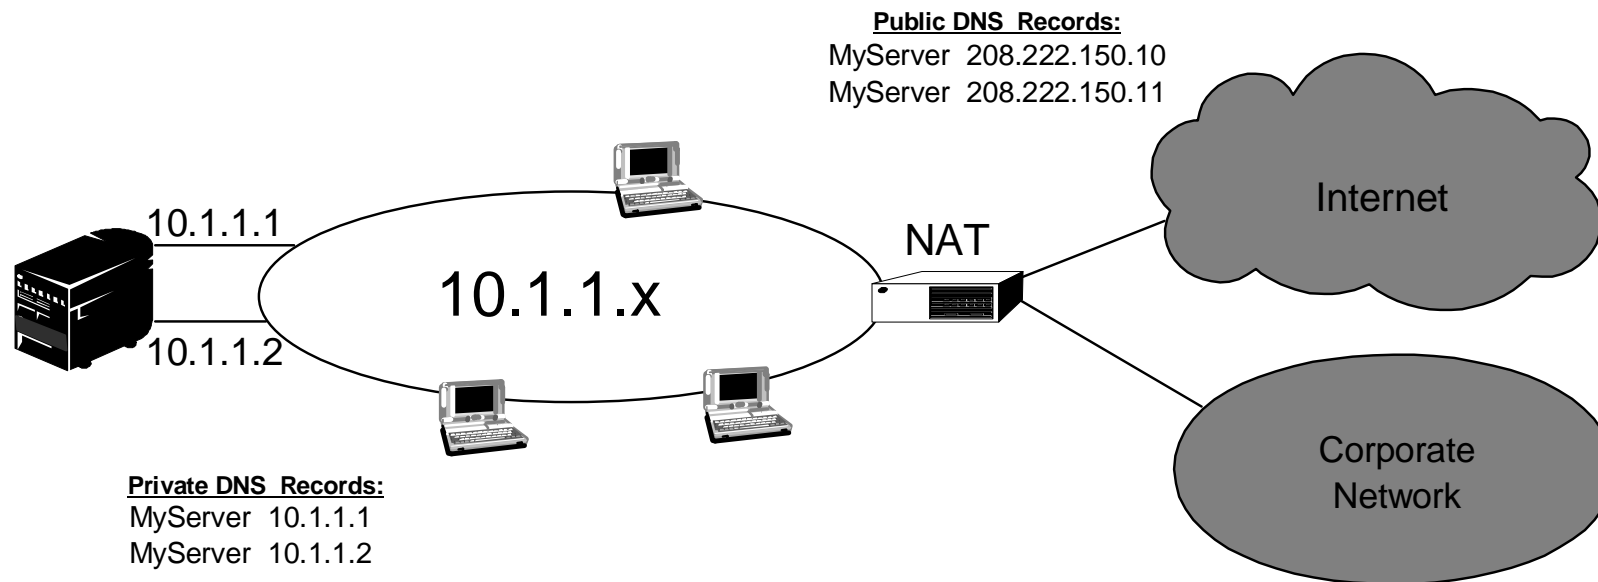 Public DNS Records:
MyServer 208.222.150.10
MyServer 208.222.150.11
Internet
10.1.1.1
NAT
10.1.1.x
10.1.1.2
Corporate
Network
Private DNS Records:
MyServer 10.1.1.1
MyServer 10.1.1.2